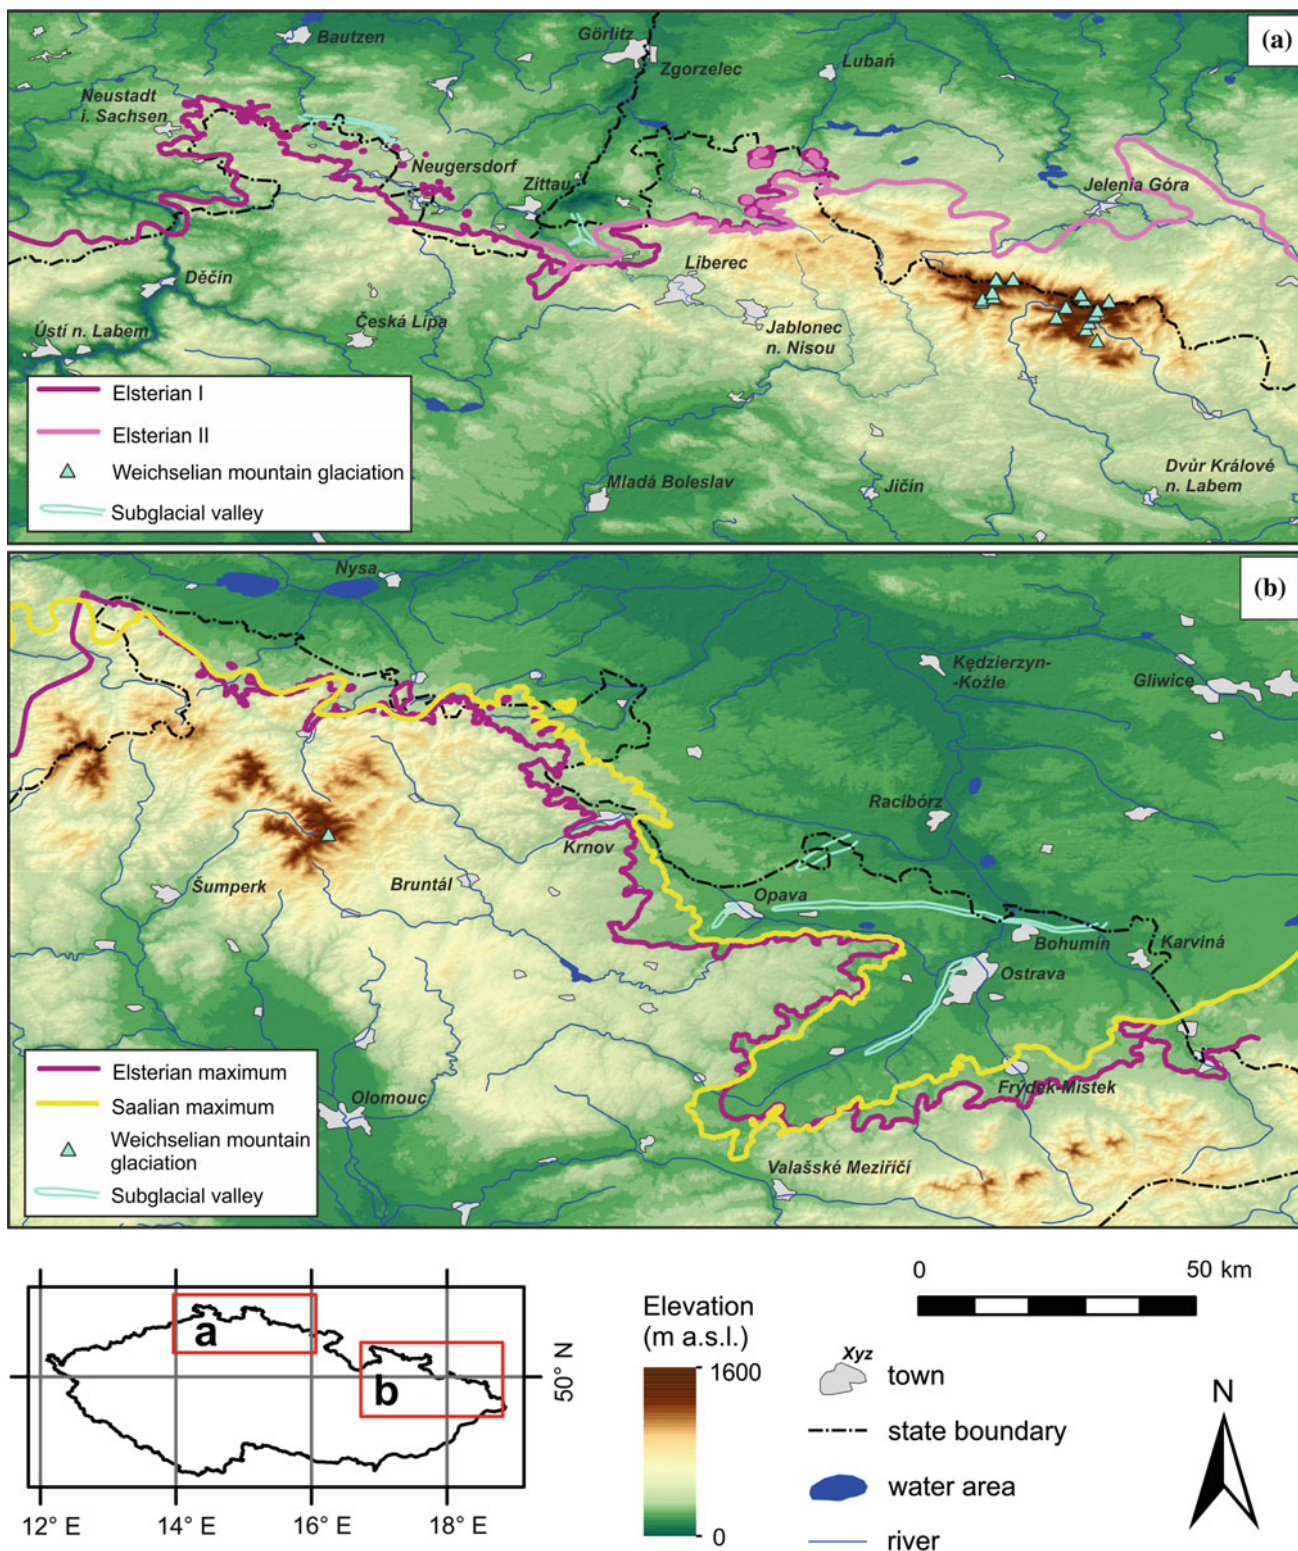 (a)
Bautzen
Görlitz
Zgorzelec
Lubań
Neustadt
i. Sachsen
Neugersdorf
Zittau
Jelenia Góra
Děčín
Liberec
Ústí n. Labem
Česká Lípa
Jablonec
n. Nisou
Mladá Boleslav
Jičín
Dvůr Králové
n. Labem
Elsterian I
Elsterian II
Weichselian mountain glaciation
Subglacial valley
(b)
Nysa
Kędzierzyn-
-Koźle
Gliwice
Racibórz
Krnov
Šumperk
Bruntál
Opava
Bohumín
Karviná
Ostrava
Olomouc
Frýdek-Místek
Valašské Meziříčí
Elsterian maximum
Saalian maximum
Weichselian mountain
glaciation
Subglacial valley
a
b
50° N
12° E
14° E
16° E
18° E
Elevation
(m a.s.l.)
1600
0
0
50 km
Xyz
town
state boundary
water area
river
N